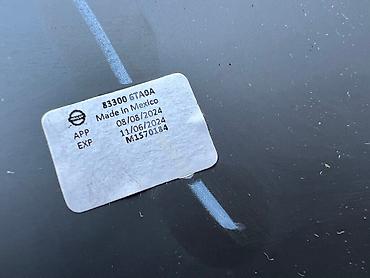 83300 6TA0A
Made in Mexico
APP 08/08/2024
EXP 11/06/2024
M1570184